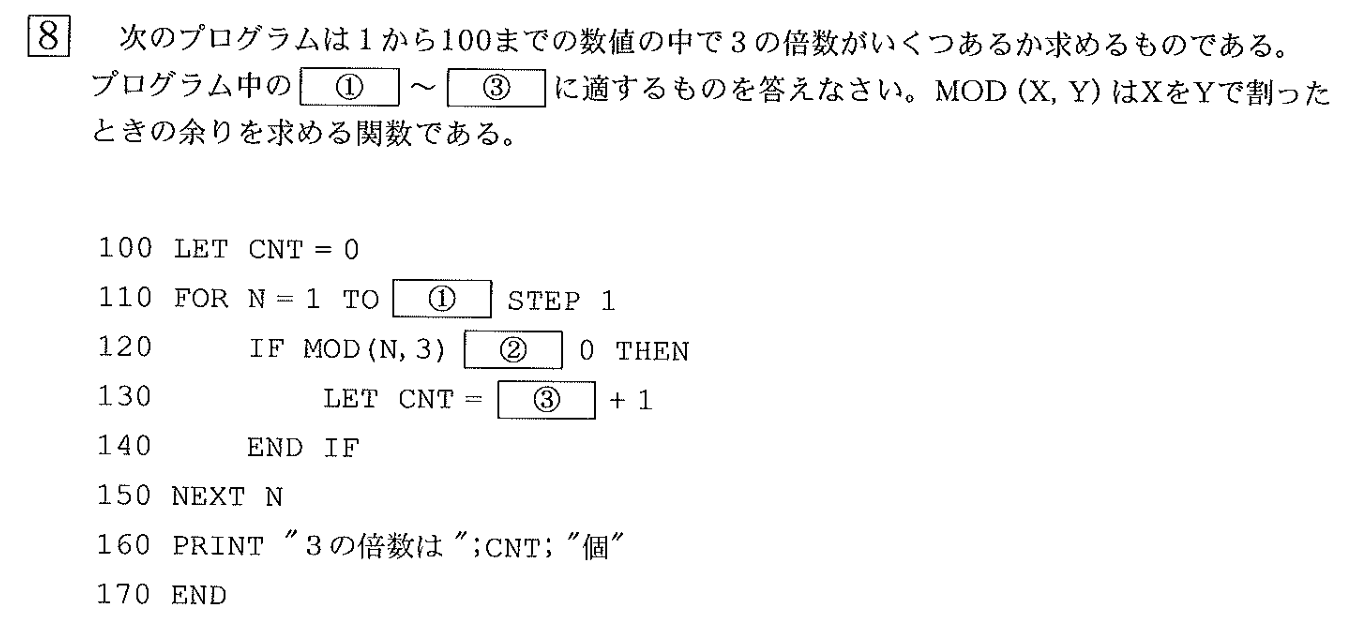 8 次のプログラムは1から100までの数値の中で3の倍数がいくつあるか求めるものである。
プログラム中の ① ～ ③ に適するものを答えなさい。MOD (X, Y) はXをYで割った
ときの余りを求める関数である。
100 LET CNT = 0
110 FOR N = 1 TO ① STEP 1
120 IF MOD(N, 3) ② 0 THEN
130 LET CNT = ③ + 1
140 END IF
150 NEXT N
160 PRINT ″3の倍数は″;CNT; ″個″
170 END